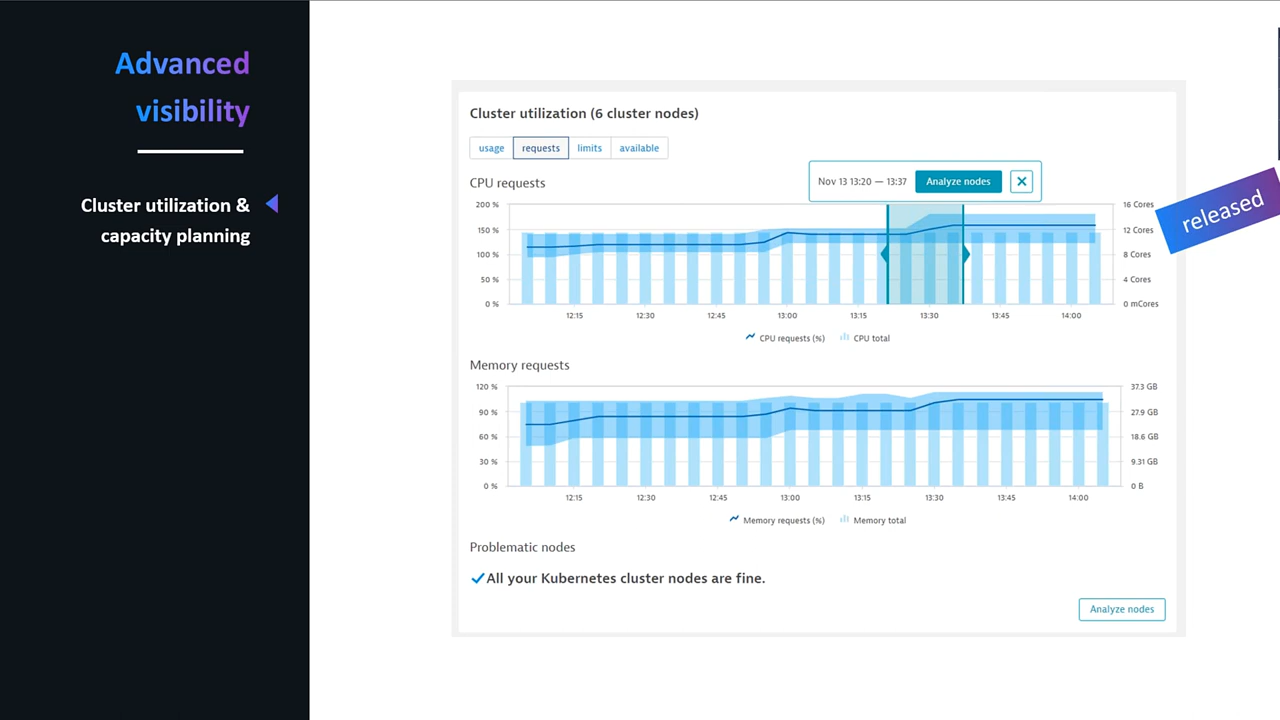 Advanced
visibility
Cluster utilization &
capacity planning
released
Cluster utilization (6 cluster nodes)
usage requests limits available
CPU requests
Nov 13 13:20 — 13:37 Analyze nodes
200 % 16 Cores
150 % 12 Cores
100 % 8 Cores
50 % 4 Cores
0 % 0 mCores
12:15 12:30 12:45 13:00 13:15 13:30 13:45 14:00
CPU requests (%) CPU total
Memory requests
120 % 37.3 GB
90 % 27.9 GB
60 % 18.6 GB
30 % 9.31 GB
0 % 0 B
12:15 12:30 12:45 13:00 13:15 13:30 13:45 14:00
Memory requests (%) Memory total
Problematic nodes
All your Kubernetes cluster nodes are fine.
Analyze nodes